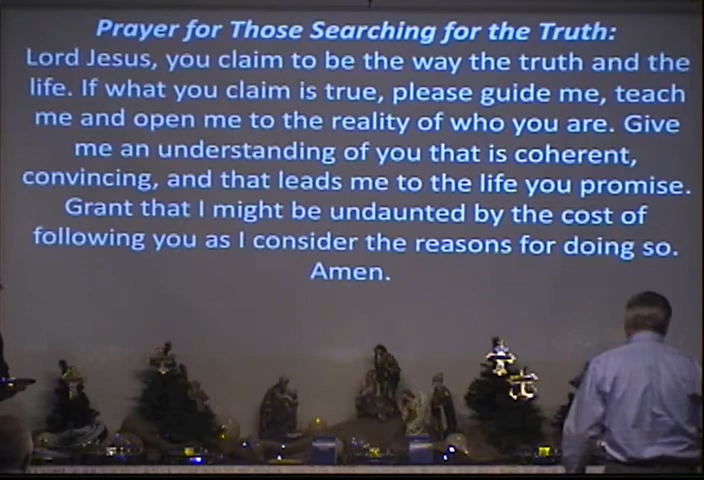 Prayer for Those Searching for the Truth:
Lord Jesus, you claim to be the way the truth and the
life. If what you claim is true, please guide me, teach
me and open me to the reality of who you are. Give
me an understanding of you that is coherent,
convincing, and that leads me to the life you promise.
Grant that I might be undaunted by the cost of
following you as I consider the reasons for doing so.
Amen.